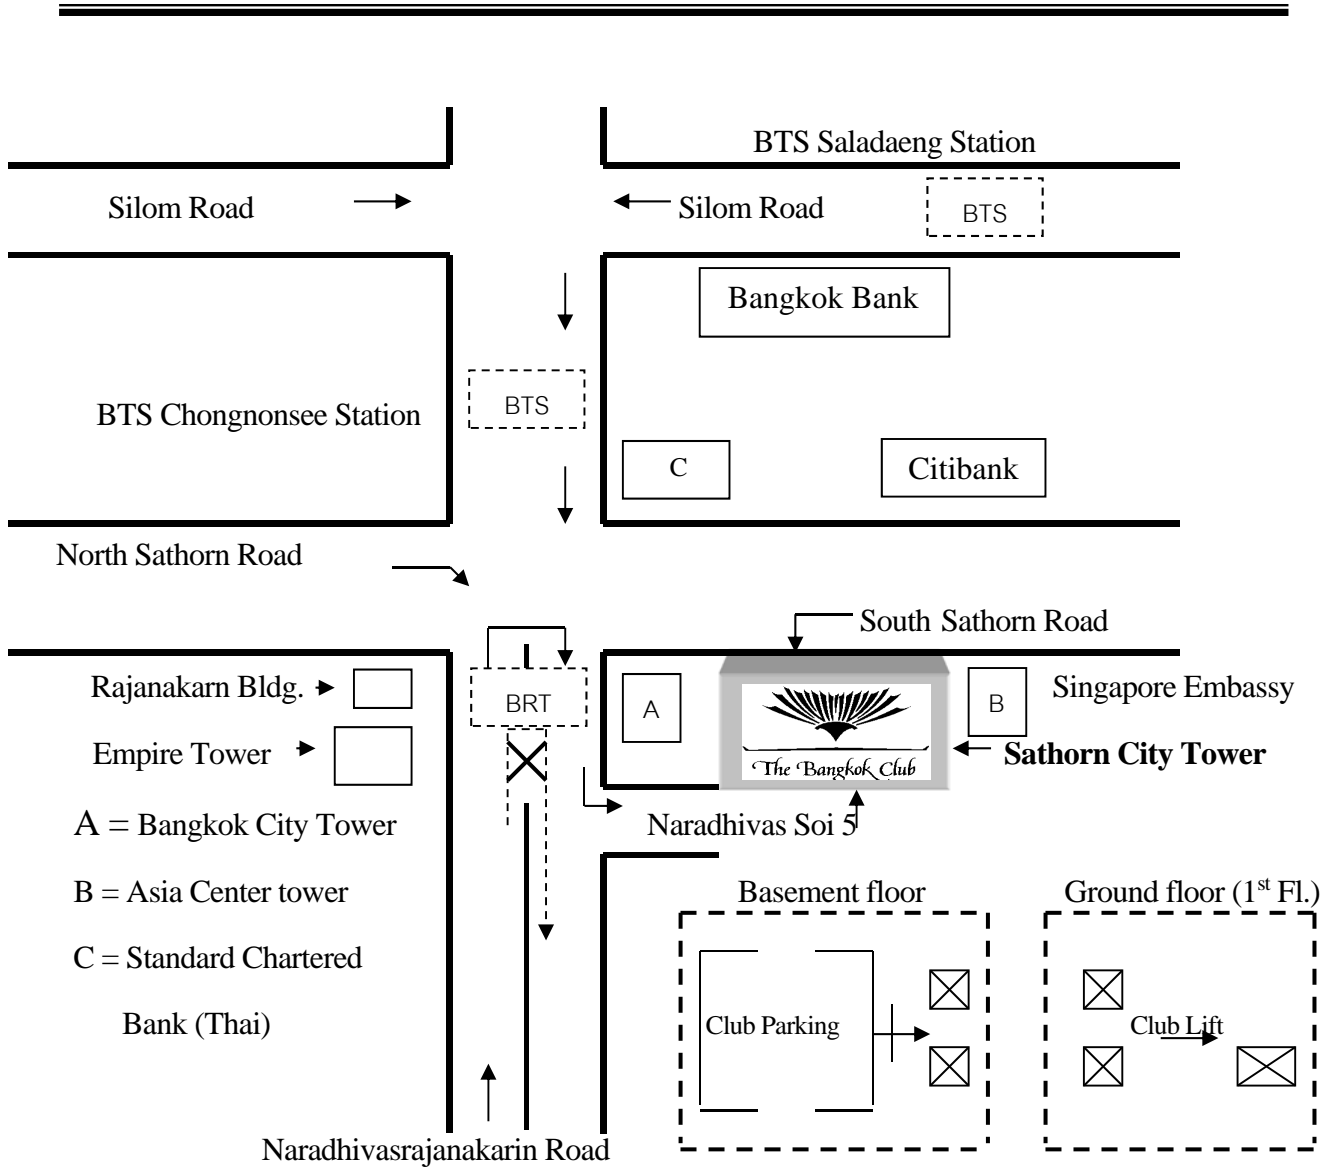 BTS Saladaeng Station
Silom Road
Silom Road
BTS
Bangkok Bank
BTS Chongnonsee Station
BTS
C
Citibank
North Sathorn Road
South Sathorn Road
Rajanakarn Bldg.
BRT
A
B
Singapore Embassy
Empire Tower
The Bangkok Club
Sathorn City Tower
A = Bangkok City Tower
Naradhivas Soi 5
B = Asia Center tower
Basement floor
Ground floor (1st Fl.)
C = Standard Chartered
Bank (Thai)
Club Parking
Club Lift
Naradhivasrajanakarin Road